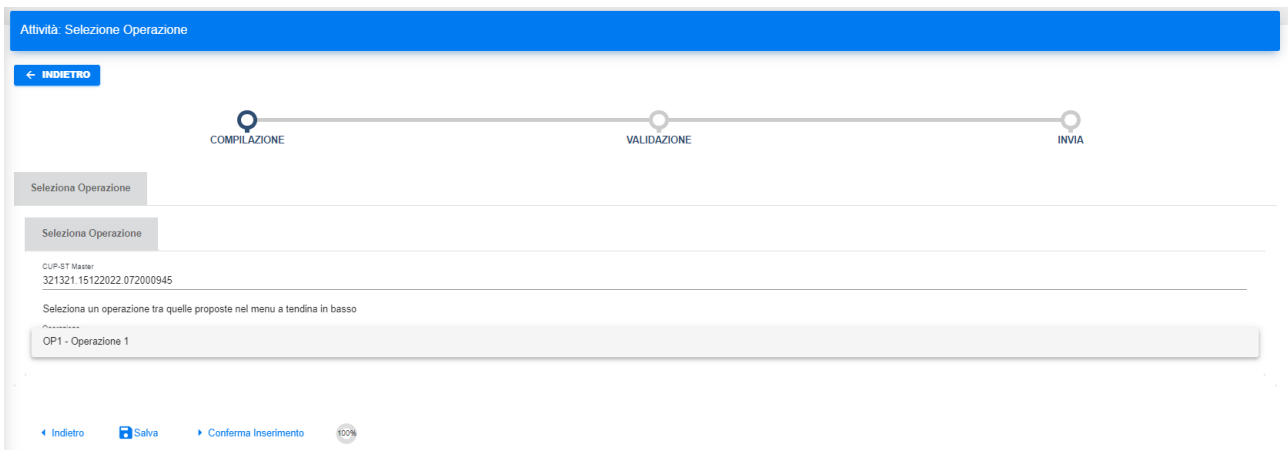 Attività: Selezione Operazione
INDIETRO
COMPILAZIONE VALIDAZIONE INVIA
Seleziona Operazione
Seleziona Operazione
CUP-ST Master
321321.15122022.072000945
Seleziona un operazione tra quelle proposte nel menu a tendina in basso
Operazione
OP1 - Operazione 1
Indietro Salva Conferma Inserimento 100%